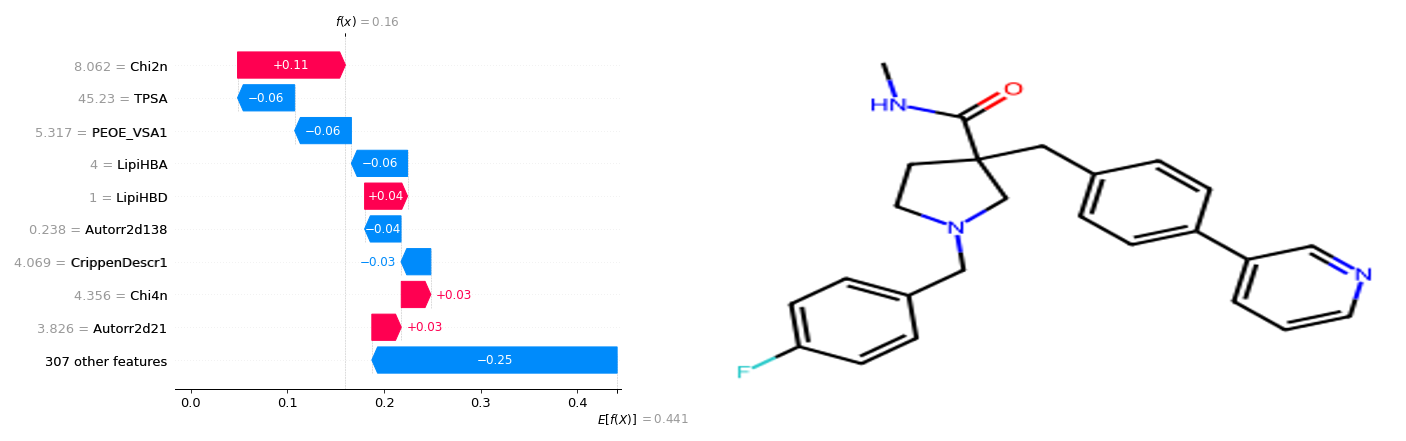 f(x) = 0.16
8.062 = Chi2n
+0.11
45.23 = TPSA
−0.06
5.317 = PEOE_VSA1
−0.06
4 = LipiHBA
−0.06
1 = LipiHBD
+0.04
0.238 = Autorr2d138
−0.04
4.069 = CrippenDescr1
−0.03
4.356 = Chi4n
+0.03
3.826 = Autorr2d21
+0.03
307 other features
−0.25
0.0 0.1 0.2 0.3 0.4
E[f(X)] = 0.441
O
HN
N
N
F